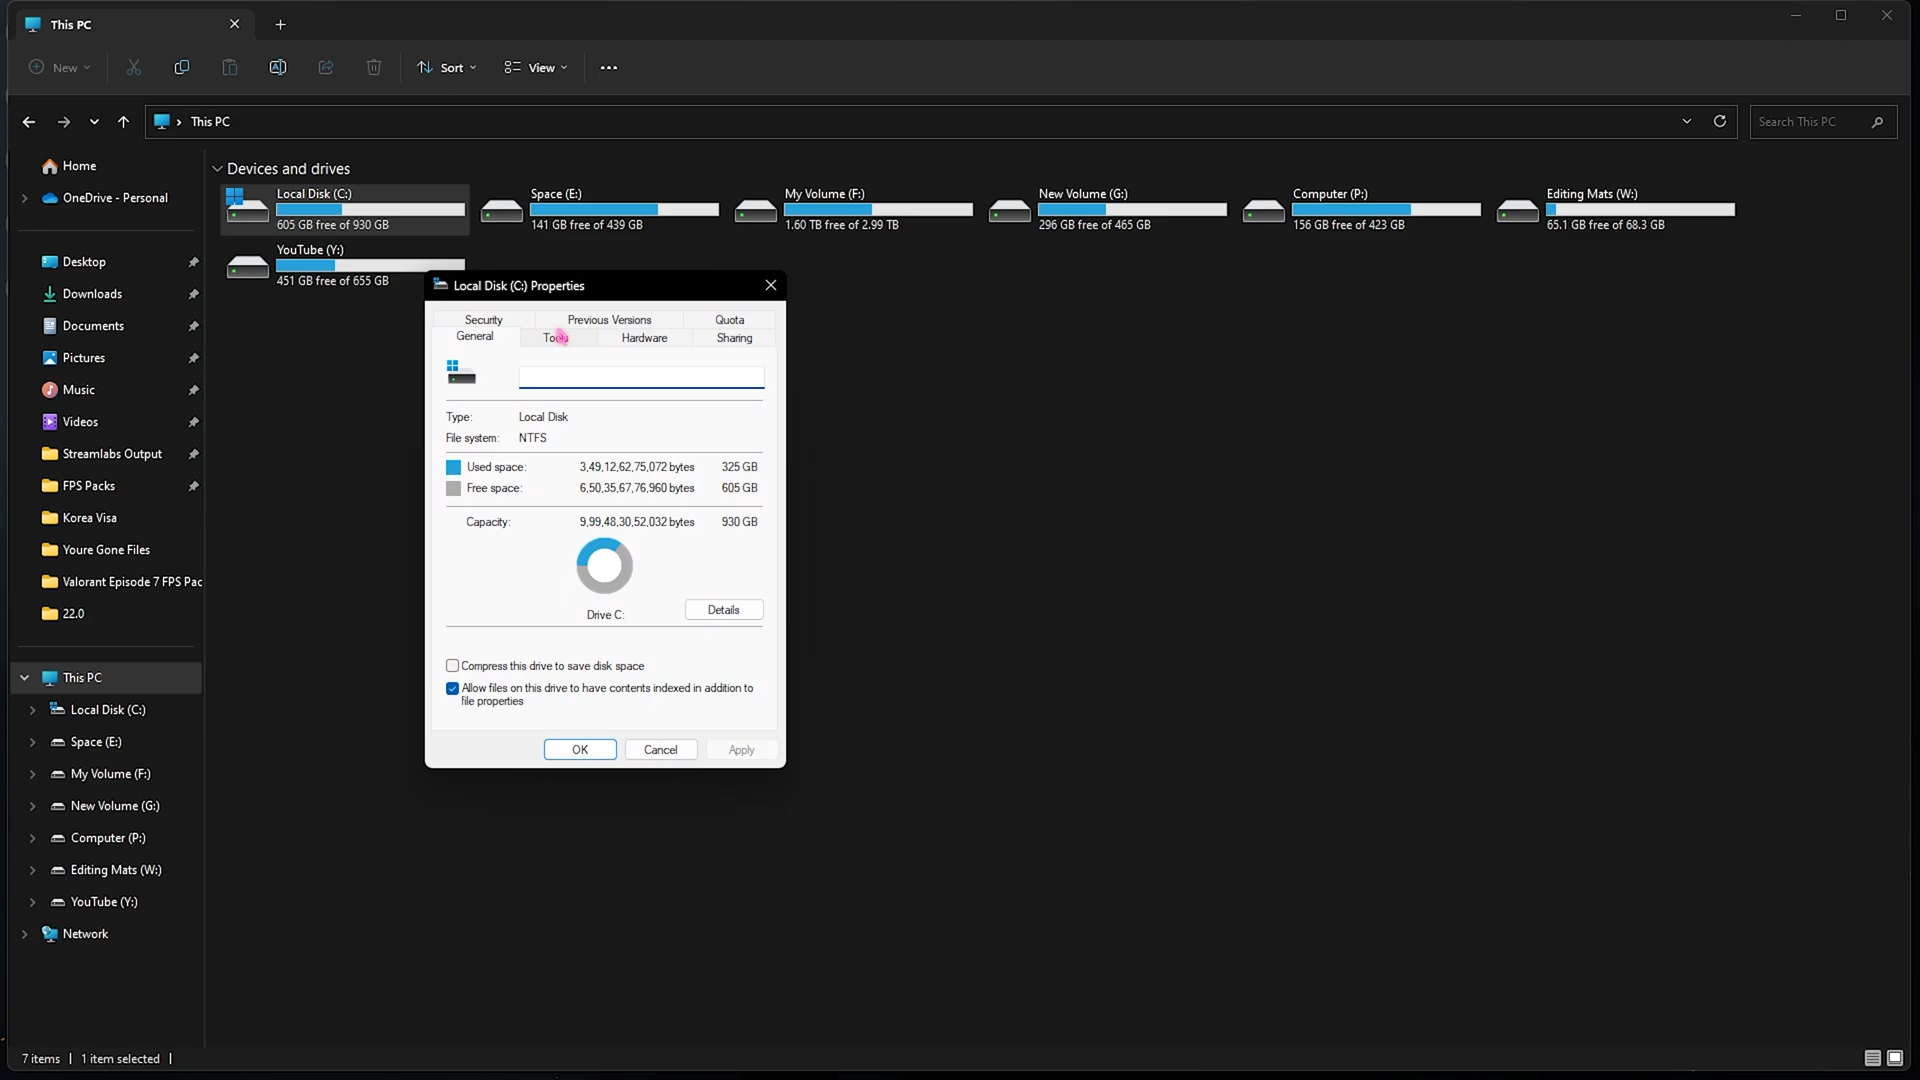 This PC
New
Sort
View
This PC
Search This PC
Home
OneDrive - Personal
Desktop
Downloads
Documents
Pictures
Music
Videos
Streamlabs Output
FPS Packs
Korea Visa
Youre Gone Files
Valorant Episode 7 FPS Pac
22.0
This PC
Local Disk (C:)
Space (E:)
My Volume (F:)
New Volume (G:)
Computer (P:)
Editing Mats (W:)
YouTube (Y:)
Network
Devices and drives
Local Disk (C:)
605 GB free of 930 GB
Space (E:)
141 GB free of 439 GB
My Volume (F:)
1.60 TB free of 2.99 TB
New Volume (G:)
296 GB free of 465 GB
Computer (P:)
156 GB free of 423 GB
Editing Mats (W:)
65.1 GB free of 68.3 GB
YouTube (Y:)
451 GB free of 655 GB
Local Disk (C:) Properties
Security Previous Versions Quota
General Tools Hardware Sharing
Type: Local Disk
File system: NTFS
Used space: 3,49,12,62,75,072 bytes 325 GB
Free space: 6,50,35,67,76,960 bytes 605 GB
Capacity: 9,99,48,30,52,032 bytes 930 GB
Drive C:
Details
Compress this drive to save disk space
Allow files on this drive to have contents indexed in addition to
file properties
OK Cancel Apply
7 items 1 item selected